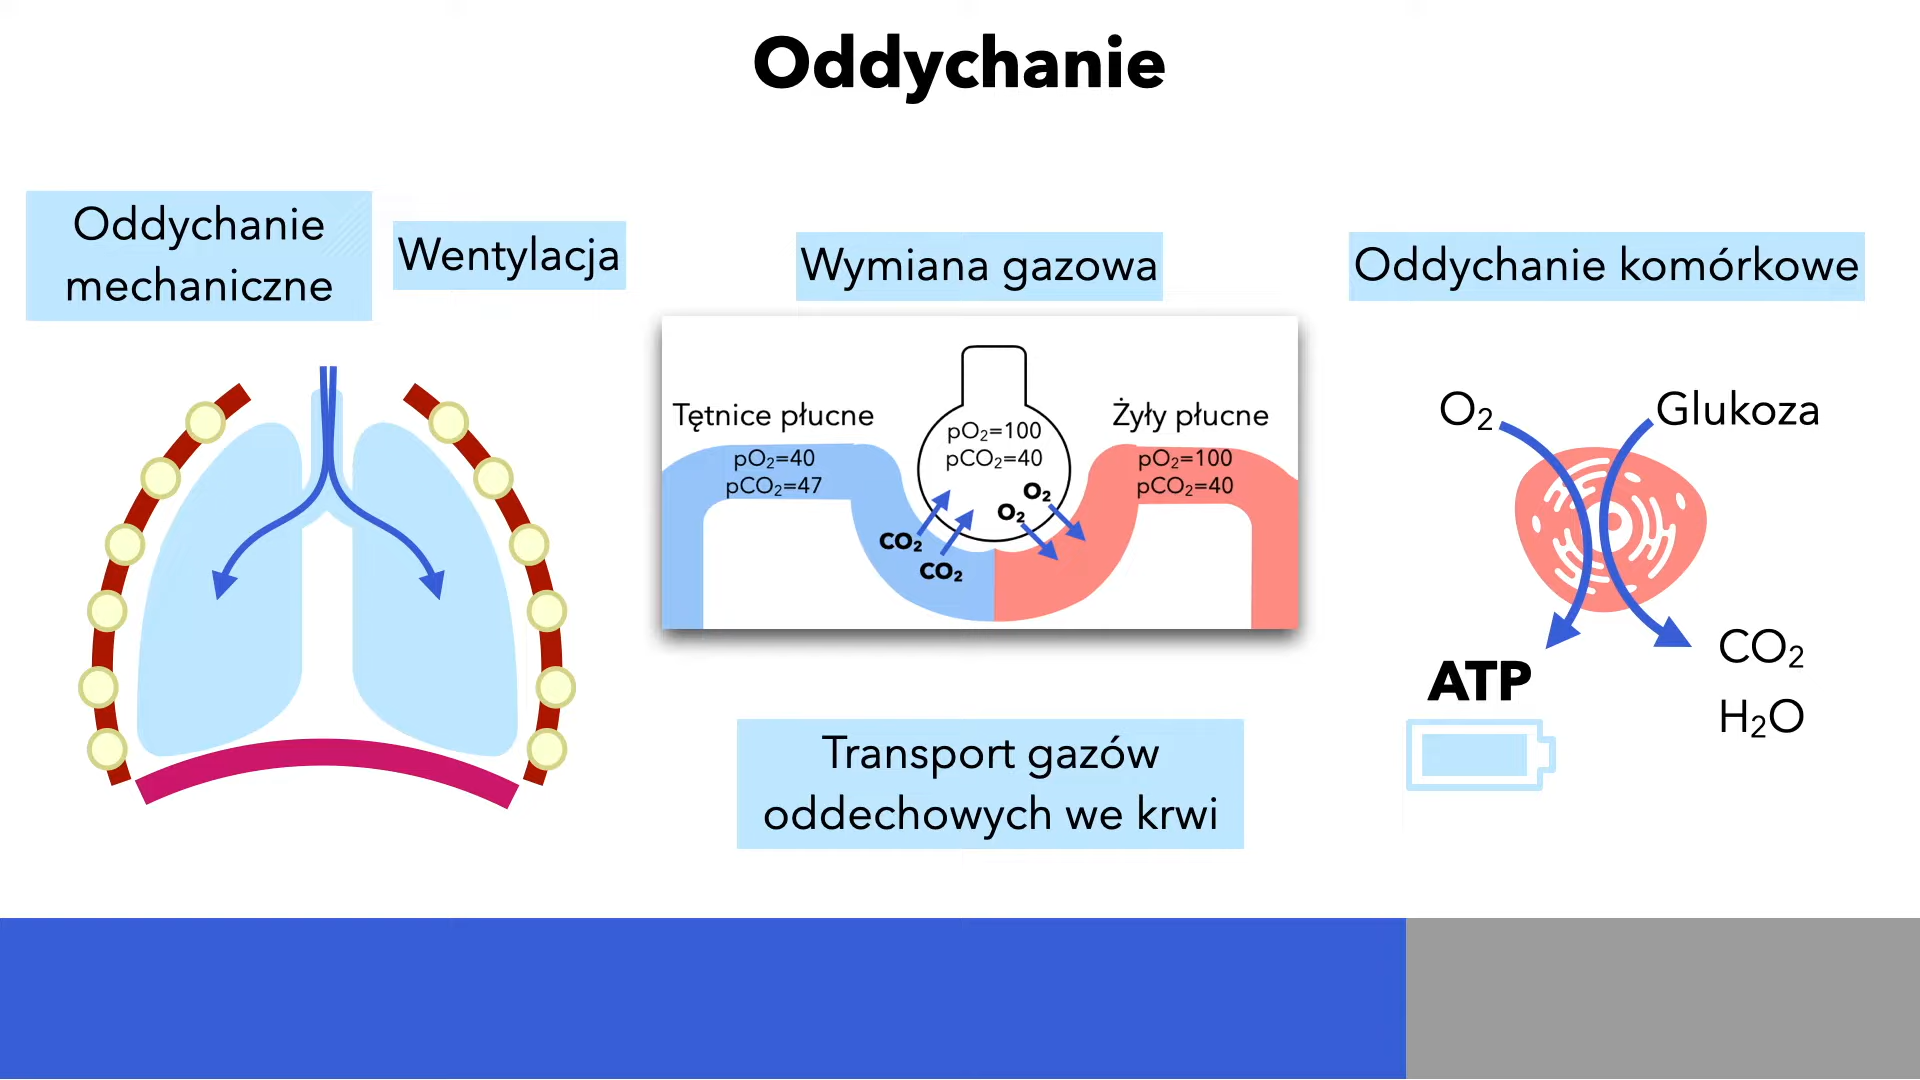 Oddychanie
Oddychanie
mechaniczne
Wentylacja
Wymiana gazowa
Tętnice płucne
pO₂=40
pCO₂=47
pO₂=100
pCO₂=40
Żyły płucne
pO₂=100
pCO₂=40
CO₂
CO₂
O₂
O₂
Transport gazów
oddechowych we krwi
Oddychanie komórkowe
O₂
Glukoza
ATP
CO₂
H₂O